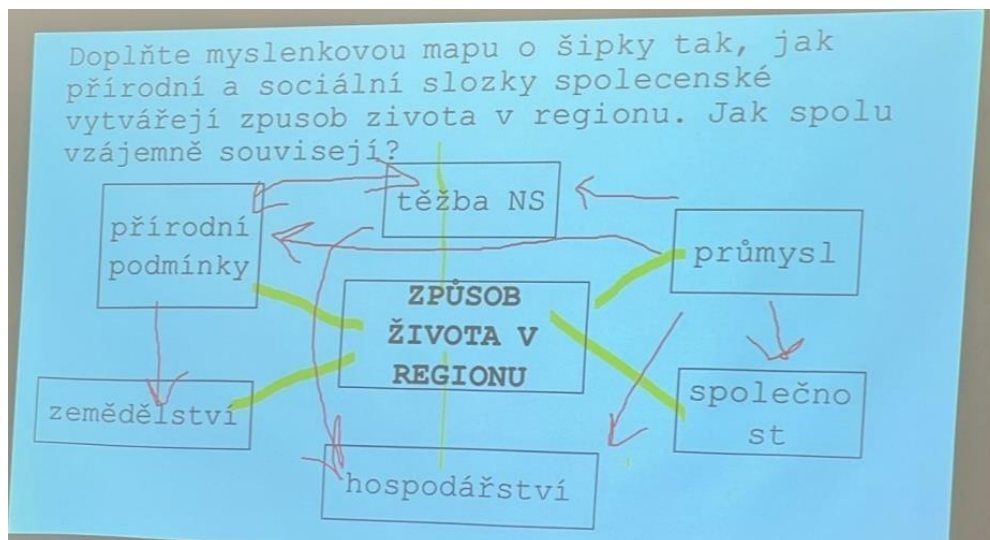 Doplňte myslenkovou mapu o šipky tak, jak
přírodní a sociální slozky spolecenské
vytvářejí zpusob zivota v regionu. Jak spolu
vzájemně souvisejí?
těžba NS
přírodní
podmínky
průmysl
ZPŮSOB
ŽIVOTA V
REGIONU
zemědělství
společno
st
hospodářství